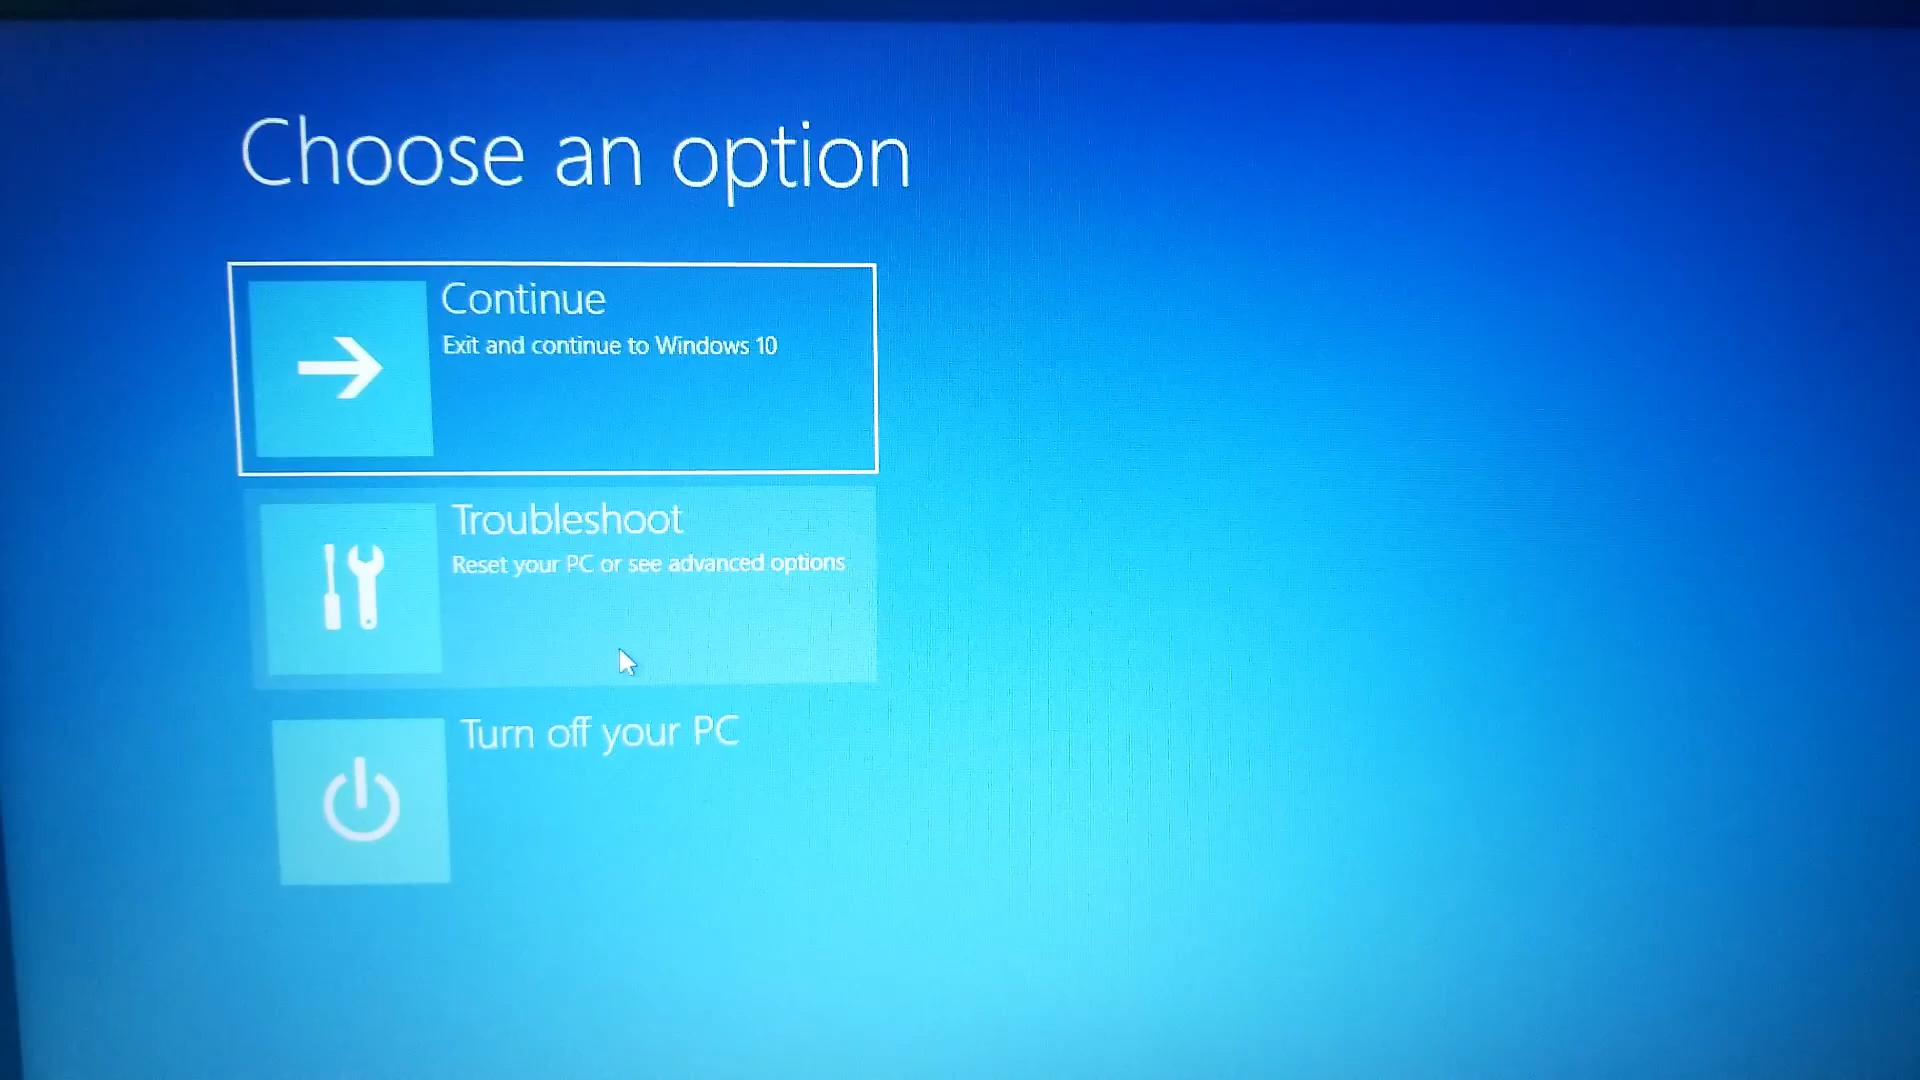 Choose an option
Continue
Exit and continue to Windows 10
Troubleshoot
Reset your PC or see advanced options
Turn off your PC